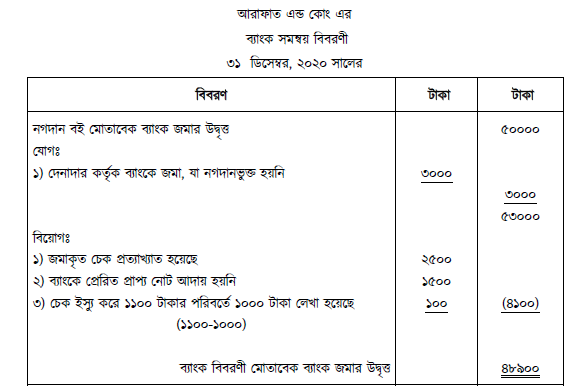 আরাফাত এন্ড কোং এর
ব্যাংক সমন্বয় বিবরণী
৩১ ডিসেম্বর, ২০২০ সালের
বিবরণ টাকা টাকা
নগদান বই মোতাবেক ব্যাংক জমার উদ্বৃত্ত ৫০০০০
যোগঃ
১) দেনাদার কর্তৃক ব্যাংকে জমা, যা নগদানভুক্ত হয়নি ৩০০০
৩০০০
৫৩০০০
বিয়োগঃ
১) জমাকৃত চেক প্রত্যাখ্যাত হয়েছে ২৫০০
২) ব্যাংকে প্রেরিত প্রাপ্য নোট আদায় হয়নি ১৫০০
৩) চেক ইস্যু করে ১১০০ টাকার পরিবর্তে ১০০০ টাকা লেখা হয়েছে ১০০ (৪১০০)
(১১০০-১০০০)
ব্যাংক বিবরণী মোতাবেক ব্যাংক জমার উদ্বৃত্ত ৪৮৯০০